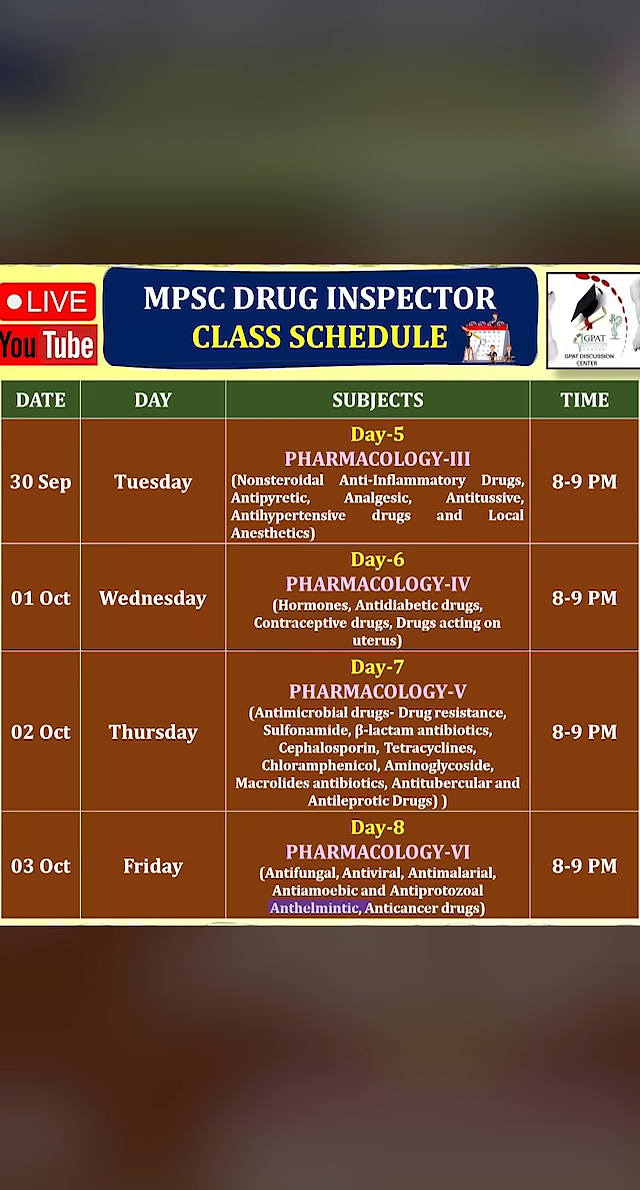 LIVE
YouTube
MPSC DRUG INSPECTOR
CLASS SCHEDULE
GPAT
GPAT DISCUSSION
CENTER
DATE DAY SUBJECTS TIME
Day-5
PHARMACOLOGY-III
30 Sep Tuesday (Nonsteroidal Anti-Inflammatory Drugs, 8-9 PM
Antipyretic, Analgesic, Antitussive,
Antihypertensive drugs and Local
Anesthetics)
Day-6
PHARMACOLOGY-IV
01 Oct Wednesday (Hormones, Antidiabetic drugs, 8-9 PM
Contraceptive drugs, Drugs acting on
uterus)
Day-7
PHARMACOLOGY-V
(Antimicrobial drugs- Drug resistance,
02 Oct Thursday Sulfonamide, β-lactam antibiotics, 8-9 PM
Cephalosporin, Tetracyclines,
Chloramphenicol, Aminoglycoside,
Macrolides antibiotics, Antitubercular and
Antileprotic Drugs) )
Day-8
PHARMACOLOGY-VI
03 Oct Friday (Antifungal, Antiviral, Antimalarial, 8-9 PM
Antiamoebic and Antiprotozoal
Anthelmintic, Anticancer drugs)